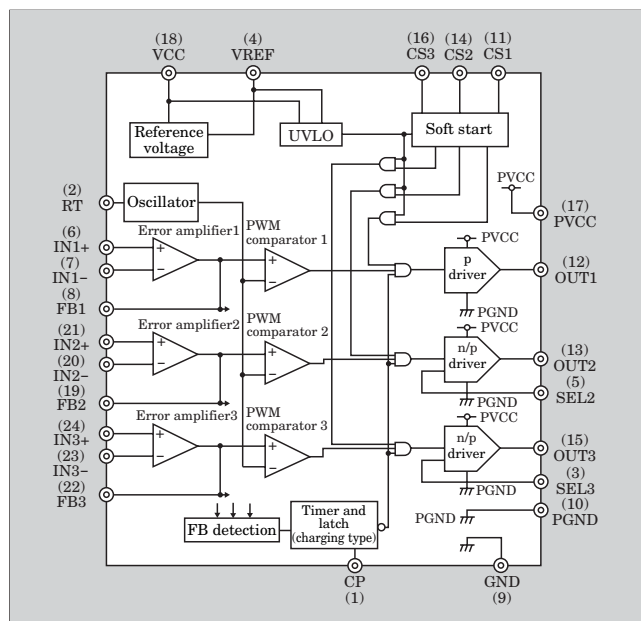 (18)
VCC
(4)
VREF
(16)
CS3
(14)
CS2
(11)
CS1
Reference
voltage
UVLO
Soft start
PVCC
(17)
PVCC
(2)
RT
Oscillator
(6)
IN1+
(7)
IN1−
(8)
FB1
Error amplifier1
+
−
PWM
comparator 1
+
−
PVCC
p
driver
PGND
(12)
OUT1
(21)
IN2+
(20)
IN2−
(19)
FB2
Error amplifier2
+
−
PWM
comparator 2
+
−
PVCC
n/p
driver
PGND
(13)
OUT2
(5)
SEL2
(24)
IN3+
(23)
IN3−
(22)
FB3
Error amplifier3
+
−
PWM
comparator 3
+
−
PVCC
n/p
driver
PGND
(15)
OUT3
(3)
SEL3
PGND
(10)
PGND
FB detection
Timer and
latch
(charging type)
CP
(1)
GND
(9)